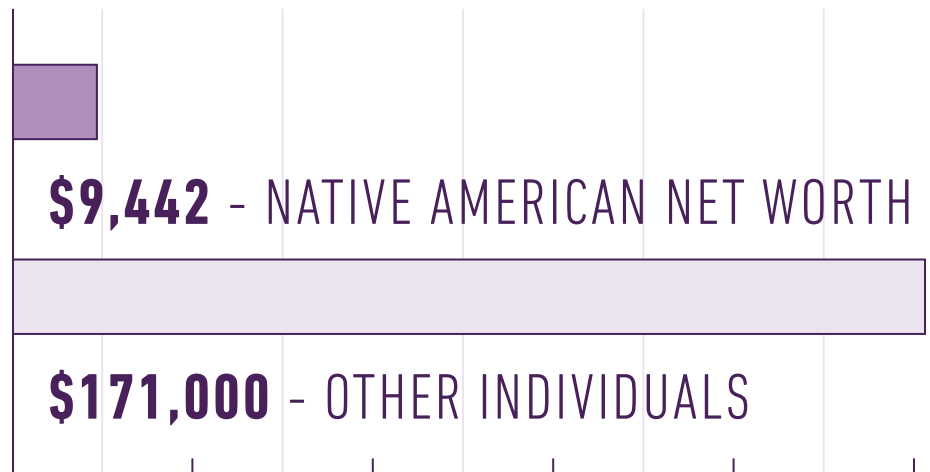 $9,442 - NATIVE AMERICAN NET WORTH
$171,000 - OTHER INDIVIDUALS